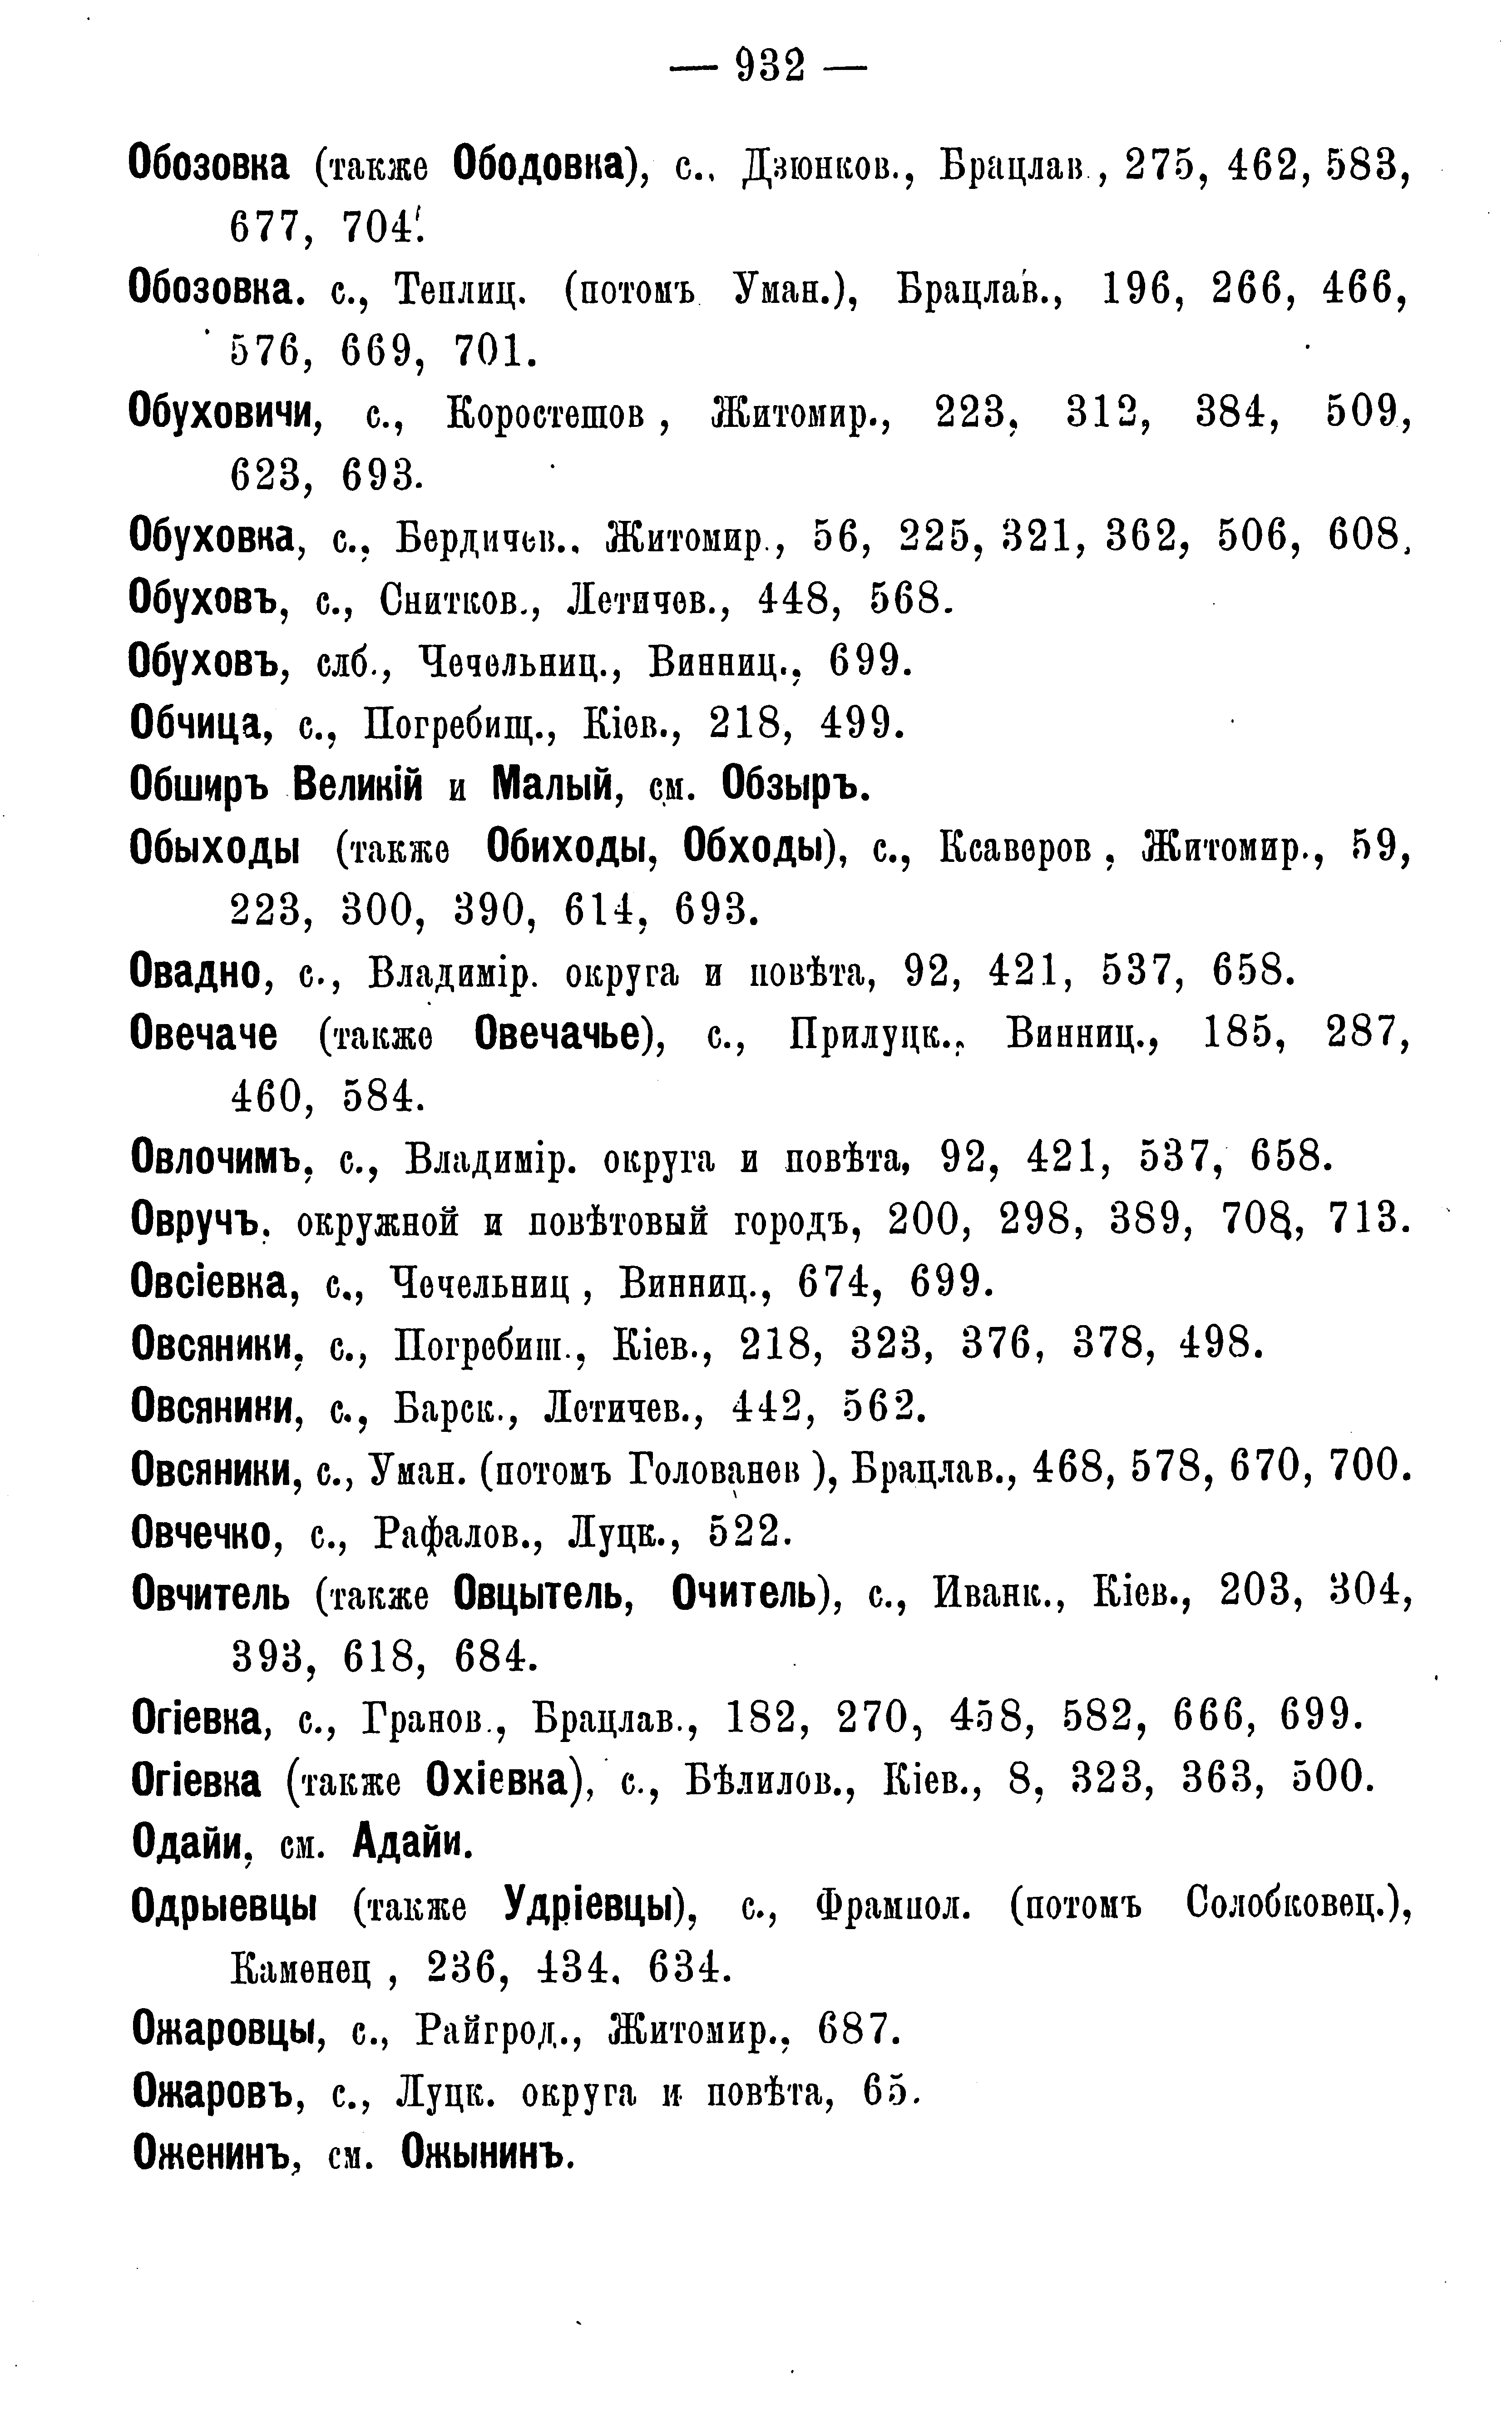 — 932 —
Обозовка (также Ободовка), с., Дзюнков., Брацлав., 275, 462, 583,
677, 704.
Обозовка. с., Теплиц. (потомъ Уман.), Брацлав., 196, 266, 466,
576, 669, 701.
Обуховичи, с., Коростешов , Житомир., 223, 312, 384, 509,
623, 693.
Обуховка, с., Бердичев., Житомир., 56, 225, 321, 362, 506, 608,
Обуховъ, с., Снитков., Летичев., 448, 568.
Обуховъ, слб., Чечельниц., Винниц., 699.
Обчица, с., Погребищ., Кіев., 218, 499.
Обширъ Великій и Малый, см. Обзыръ.
Обыходы (также Обиходы, Обходы), с., Ксаверов , Житомир., 59,
223, 300, 390, 614, 693.
Овадно, с., Владимір. округа и повѣта, 92, 421, 537, 658.
Овечаче (также Овечачье), с., Прилуцк., Винниц., 185, 287,
460, 584.
Овлочимъ, с., Владимір. округа и повѣта, 92, 421, 537, 658.
Овручъ, окружной и повѣтовый городъ, 200, 298, 389, 708, 713.
Овсіевка, с., Чечельниц , Винниц., 674, 699.
Овсяники, с., Погребищ., Кіев., 218, 323, 376, 378, 498.
Овсяники, с., Барск., Летичев., 442, 562.
Овсяники, с., Уман. (потомъ Голованев ), Брацлав., 468, 578, 670, 700.
Овчечко, с., Рафалов., Луцк., 522.
Овчитель (также Овцытель, Очитель), с., Иванк., Кіев., 203, 304,
393, 618, 684.
Огіевка, с., Гранов., Брацлав., 182, 270, 458, 582, 666, 699.
Огіевка (также Охіевка), с., Бѣлилов., Кіев., 8, 323, 363, 500.
Одайи, см. Адайи.
Одрыевцы (также Удріевцы), с., Фрампол. (потомъ Солобковец.),
Каменец , 236, 434, 634.
Ожаровцы, с., Райгрод., Житомир., 687.
Ожаровъ, с., Луцк. округа и повѣта, 65.
Оженинъ, см. Ожынинъ.